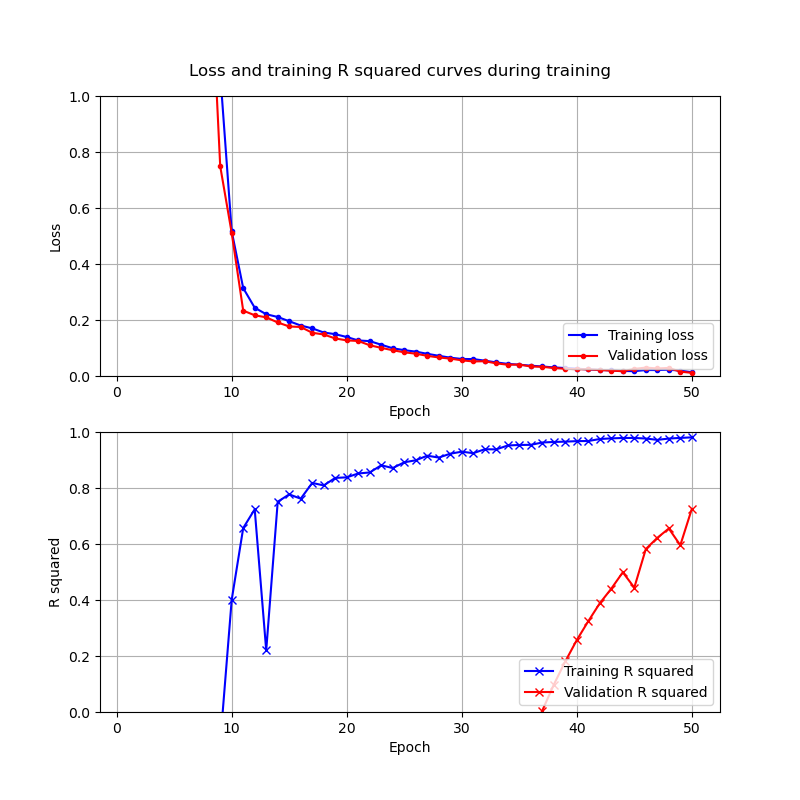 Loss and training R squared curves during training
1.0
0.8
0.6
0.4
0.2
0.0
Loss
Training loss
Validation loss
0 10 20 30 40 50
Epoch
1.0
0.8
0.6
0.4
0.2
0.0
R squared
Training R squared
Validation R squared
0 10 20 30 40 50
Epoch